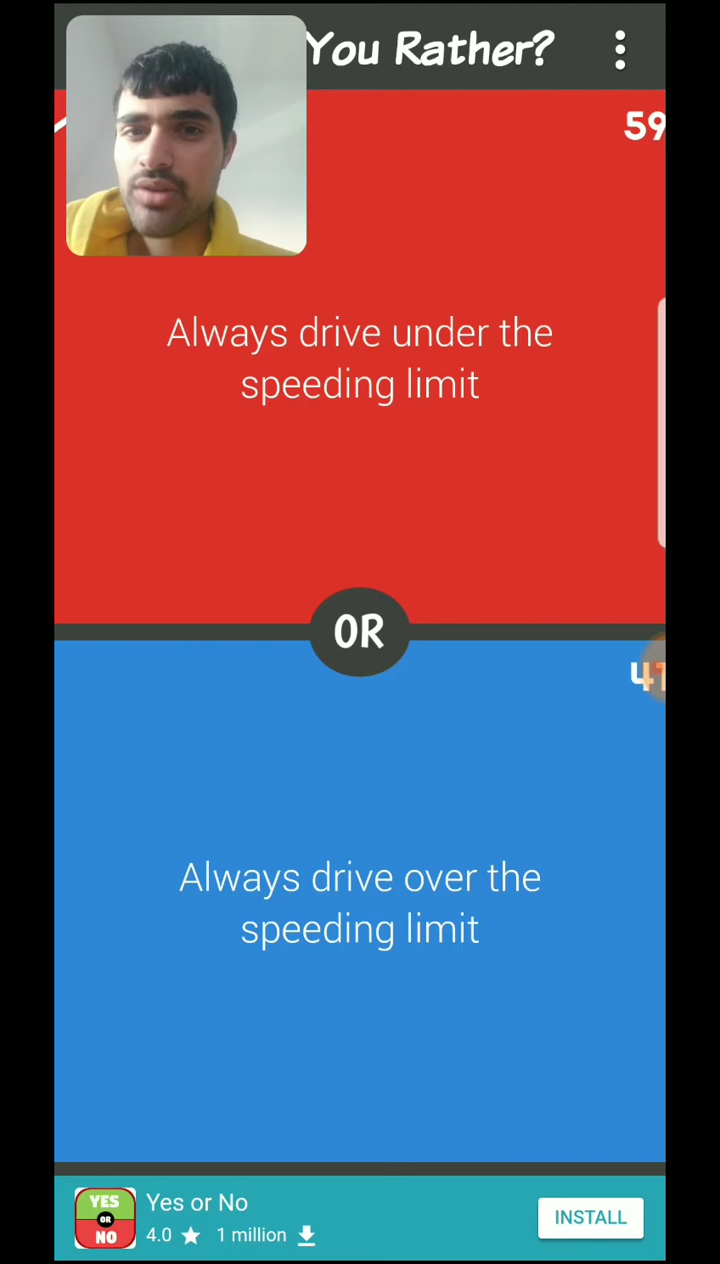 You Rather?
59
Always drive under the
speeding limit
OR
41
Always drive over the
speeding limit
YES
OR
NO
Yes or No
4.0
1 million
INSTALL